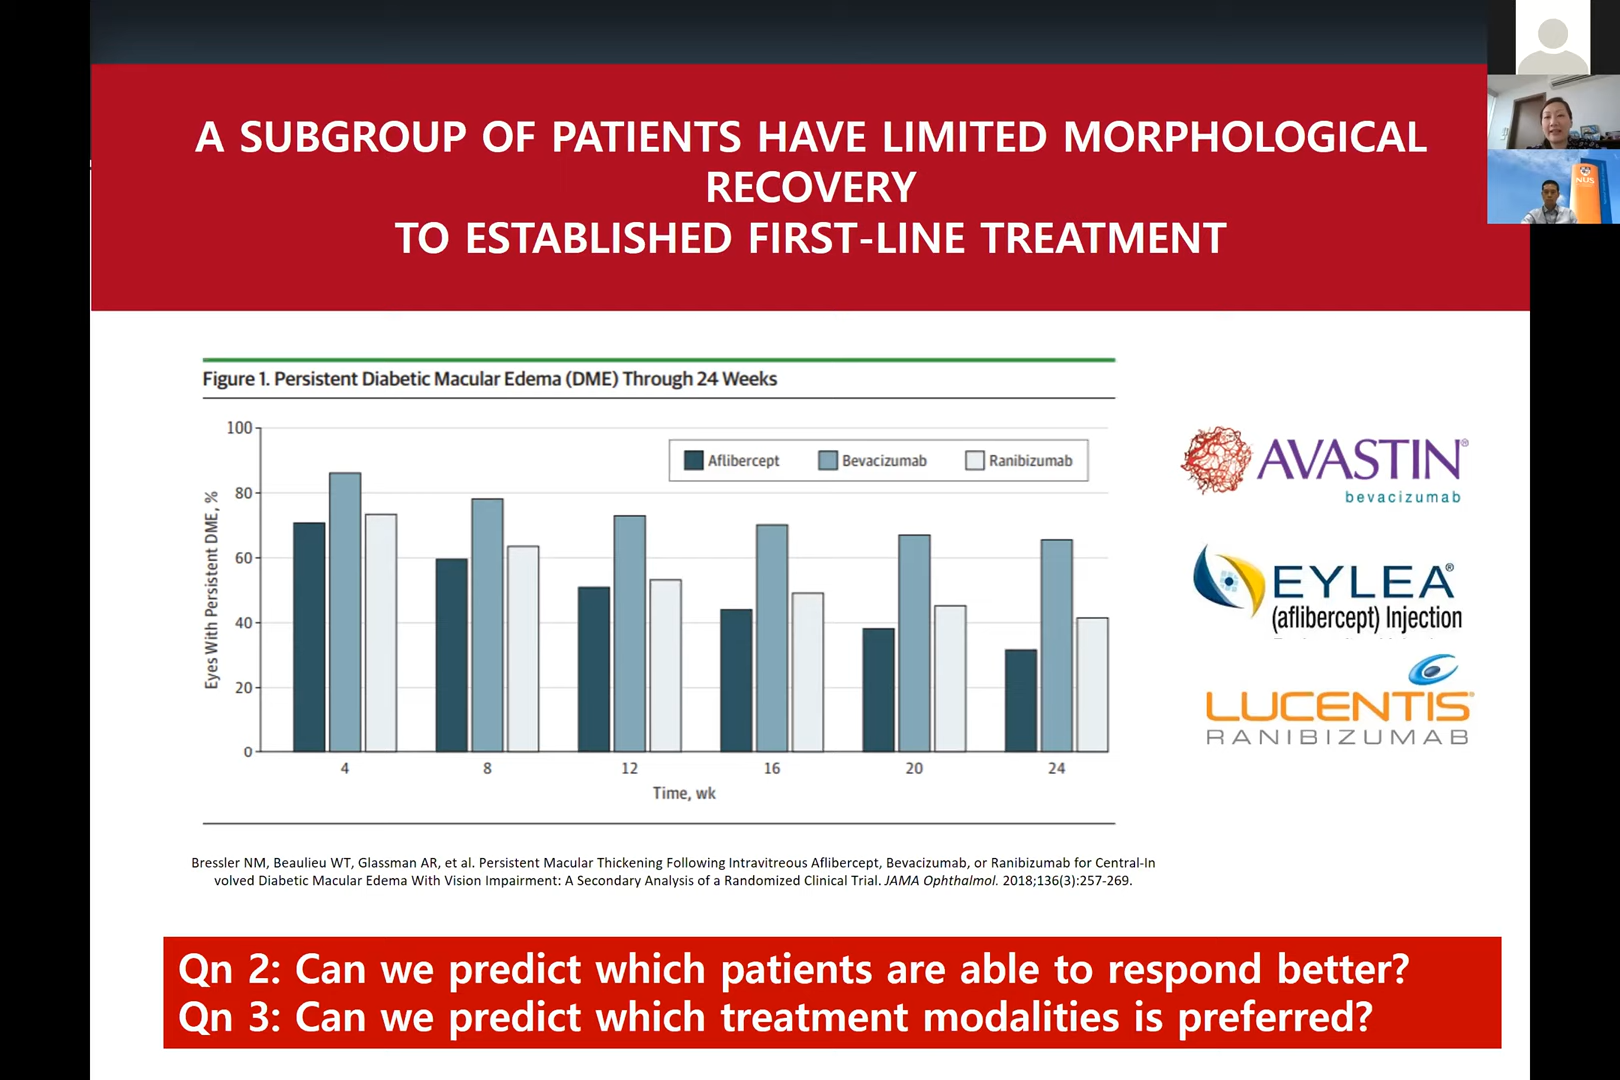 A SUBGROUP OF PATIENTS HAVE LIMITED MORPHOLOGICAL
RECOVERY
TO ESTABLISHED FIRST-LINE TREATMENT
NUS
Figure 1. Persistent Diabetic Macular Edema (DME) Through 24 Weeks
100
80
60
40
20
0
Eyes With Persistent DME, %
Aflibercept
Bevacizumab
Ranibizumab
4
8
12
16
20
24
Time, wk
AVASTIN®
bevacizumab
EYLEA®
(aflibercept) Injection
LUCENTIS®
RANIBIZUMAB
Bressler NM, Beaulieu WT, Glassman AR, et al. Persistent Macular Thickening Following Intravitreous Aflibercept, Bevacizumab, or Ranibizumab for Central-In
volved Diabetic Macular Edema With Vision Impairment: A Secondary Analysis of a Randomized Clinical Trial. JAMA Ophthalmol. 2018;136(3):257-269.
Qn 2: Can we predict which patients are able to respond better?
Qn 3: Can we predict which treatment modalities is preferred?